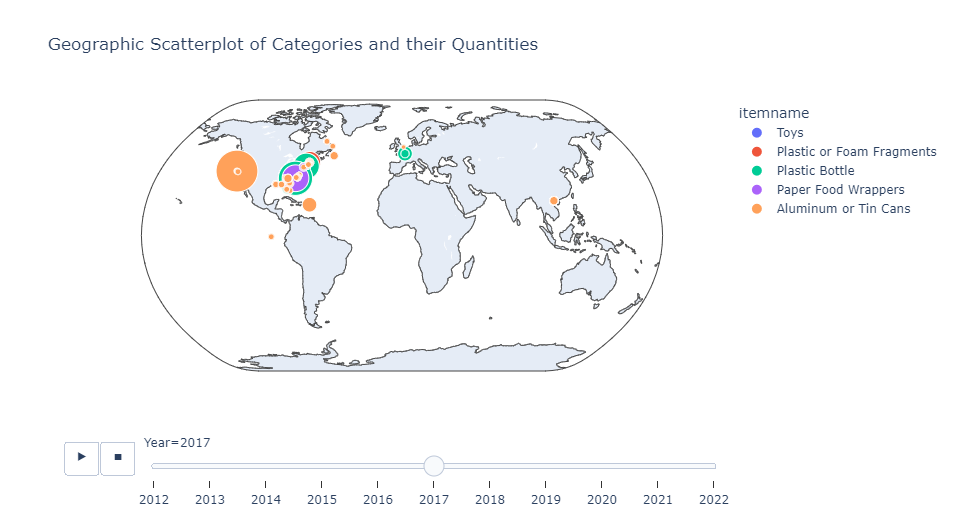 Geographic Scatterplot of Categories and their Quantities
itemname
Toys
Plastic or Foam Fragments
Plastic Bottle
Paper Food Wrappers
Aluminum or Tin Cans
Year=2017
2012 2013 2014 2015 2016 2017 2018 2019 2020 2021 2022